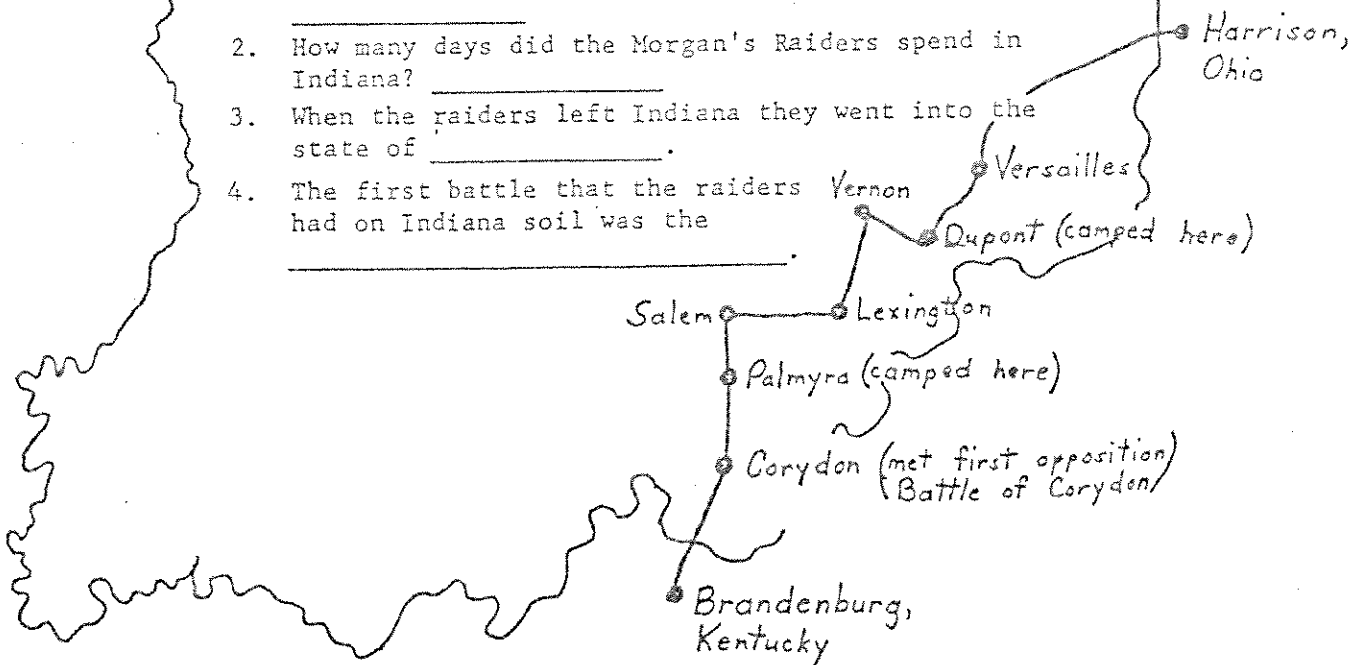 2. How many days did the Morgan's Raiders spend in
Indiana?
3. When the raiders left Indiana they went into the
state of .
4. The first battle that the raiders
had on Indiana soil was the
.
Harrison,
Ohio
Versailles
Vernon
Dupont (camped here)
Salem
Lexington
Palmyra (camped here)
Corydon (met first opposition)
(Battle of Corydon)
Brandenburg,
Kentucky